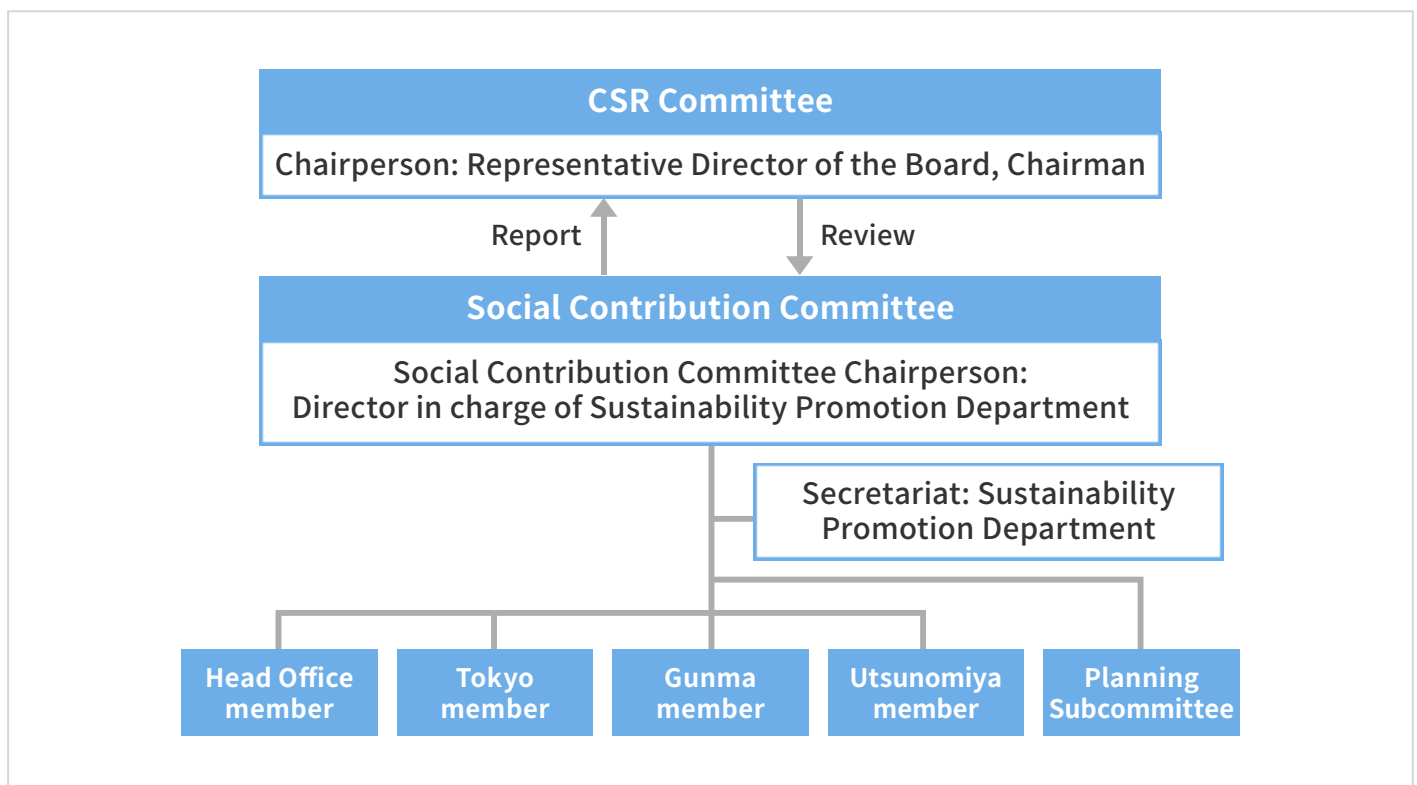 CSR Committee
Chairperson: Representative Director of the Board, Chairman
Report
Review
Social Contribution Committee
Social Contribution Committee Chairperson:
Director in charge of Sustainability Promotion Department
Secretariat: Sustainability
Promotion Department
Head Office
member
Tokyo
member
Gunma
member
Utsunomiya
member
Planning
Subcommittee